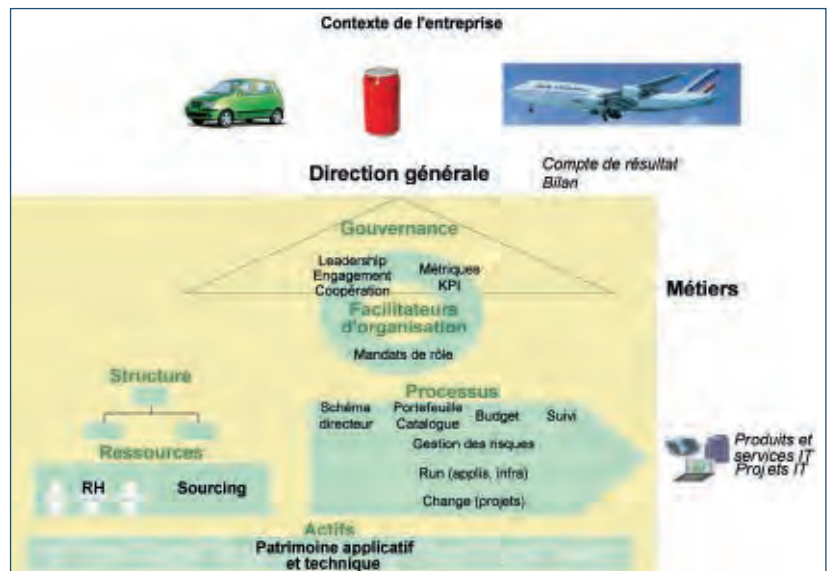 Contexte de l'entreprise
Direction générale
Compte de résultat
Bilan
Gouvernance
Leadership
Engagement
Coopération
Métriques
KPI
Métiers
Facilitateurs
d'organisation
Mandats de rôle
Structure
Ressources
RH
Sourcing
Processus
Schéma
directeur
Portefeuille
Catalogue
Budget
Suivi
Gestion des risques
Run (applis, infra)
Change (projets)
Produits et
services IT
Projets IT
Actifs
Patrimoine applicatif
et technique